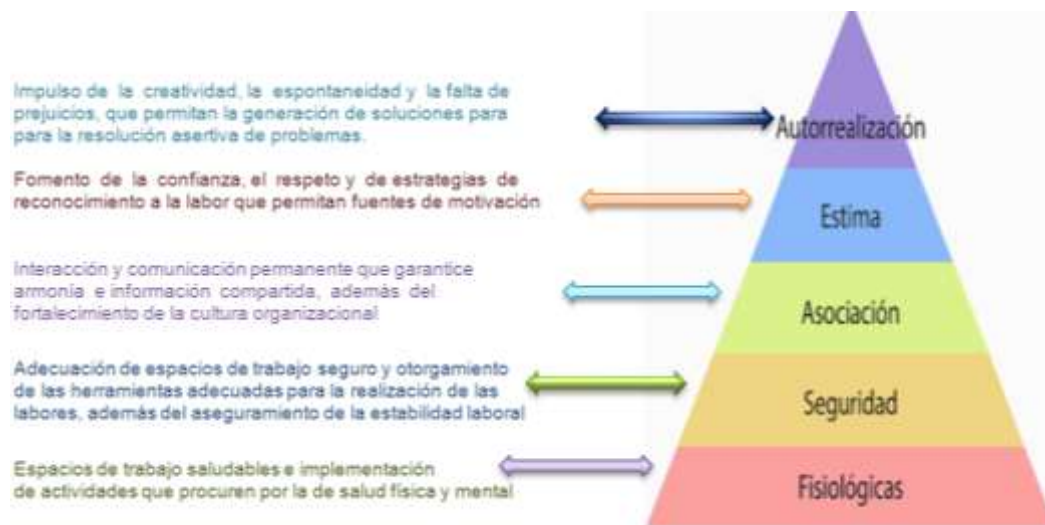 Impulso de la creatividad, la espontaneidad y la falta de
prejuicios, que permitan la generación de soluciones para
para la resolución asertiva de problemas.
Autorrealización
Fomento de la confianza, el respeto y de estrategias de
reconocimiento a la labor que permitan fuentes de motivación
Estima
Interacción y comunicación permanente que garantice
armonía e información compartida, además del
fortalecimiento de la cultura organizacional
Asociación
Adecuación de espacios de trabajo seguro y otorgamiento
de las herramientas adecuadas para la realización de las
labores, además del aseguramiento de la estabilidad laboral
Seguridad
Espacios de trabajo saludables e implementación
de actividades que procuren por la de salud física y mental
Fisiológicas